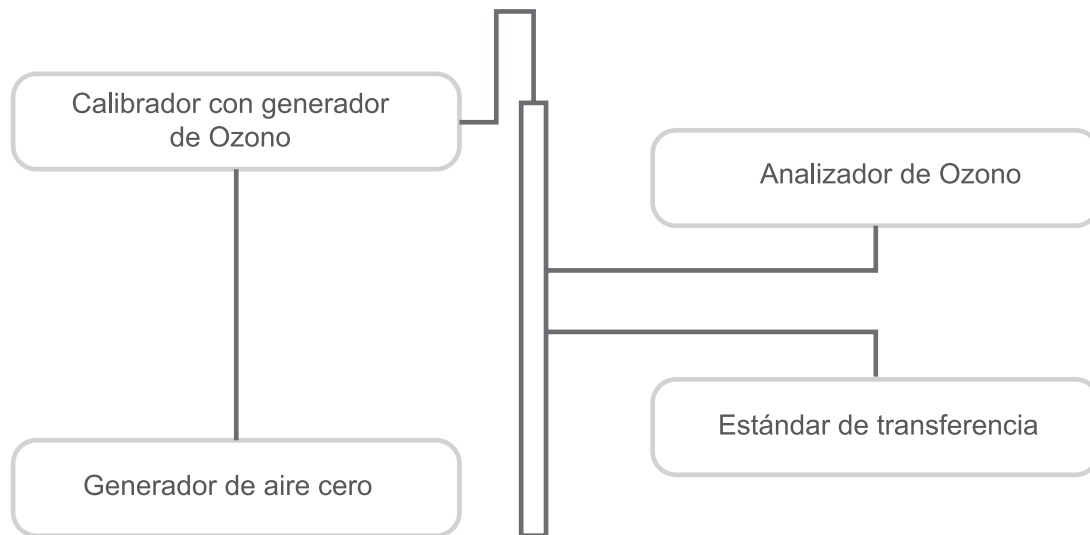 Calibrador con generador
de Ozono
Analizador de Ozono
Estándar de transferencia
Generador de aire cero